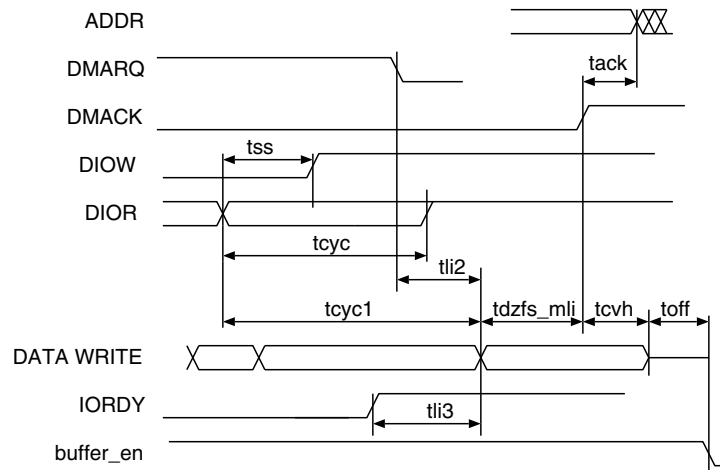 ADDR
DMARQ
tack
DMACK
tss
DIOW
DIOR
tcyc
tli2
tcyc1
tdzfs_mli
tcvh
toff
DATA WRITE
IORDY
tli3
buffer_en